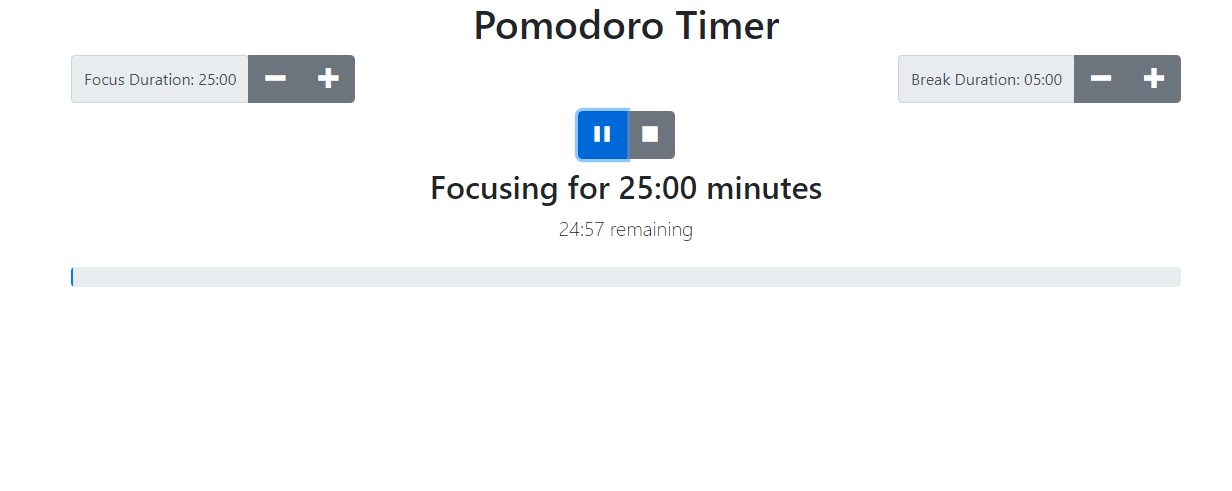 Pomodoro Timer
Focus Duration: 25:00
Break Duration: 05:00
Focusing for 25:00 minutes
24:57 remaining